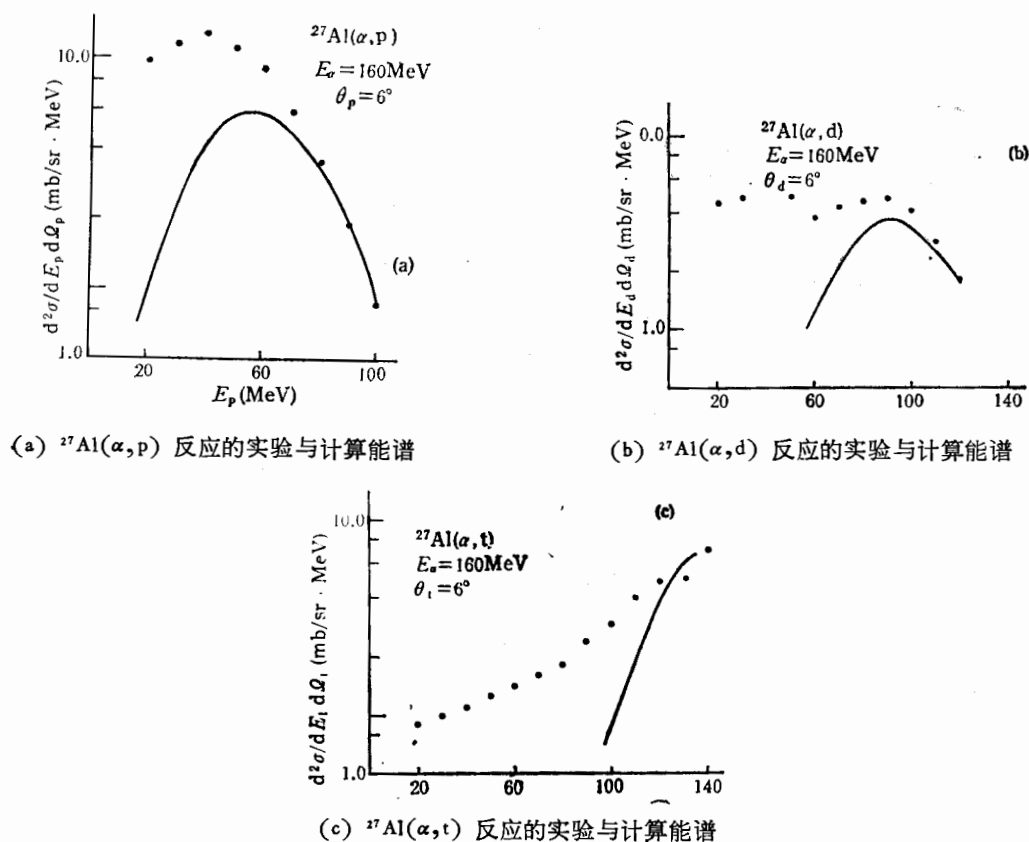 10.0
²⁷Al(α,p)
Eα=160MeV
θp=6°
d²σ/dEp dΩp (mb/sr · MeV)
(a)
1.0
20 60 100
Ep(MeV)
(a) ²⁷Al(α,p) 反应的实验与计算能谱
0.0
²⁷Al(α,d)
Eα=160MeV
θd=6°
(b)
d²σ/dEd dΩd (mb/sr · MeV)
1.0
20 60 100 140
(b) ²⁷Al(α,d) 反应的实验与计算能谱
10.0
(c)
²⁷Al(α,t)
Eα=160MeV
θt=6°
d²σ/dEt dΩt (mb/sr · MeV)
1.0
20 60 100 140
(c) ²⁷Al(α,t) 反应的实验与计算能谱